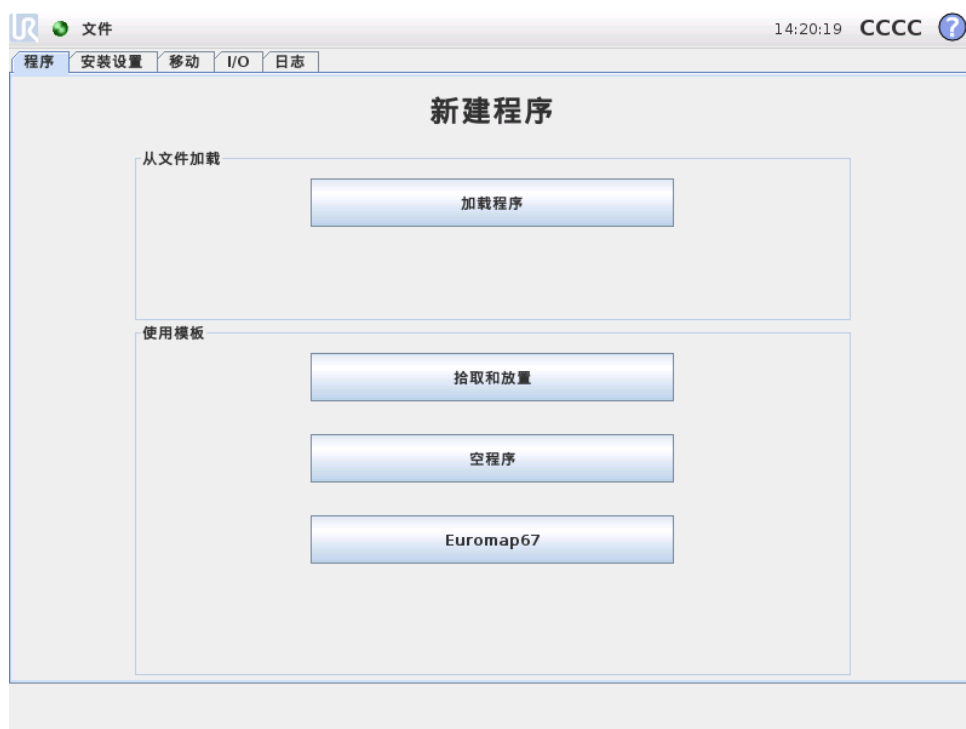 UR 文件 14:20:19 CCCC ?
程序 安装设置 移动 I/O 日志
新建程序
从文件加载
加载程序
使用模板
拾取和放置
空程序
Euromap67